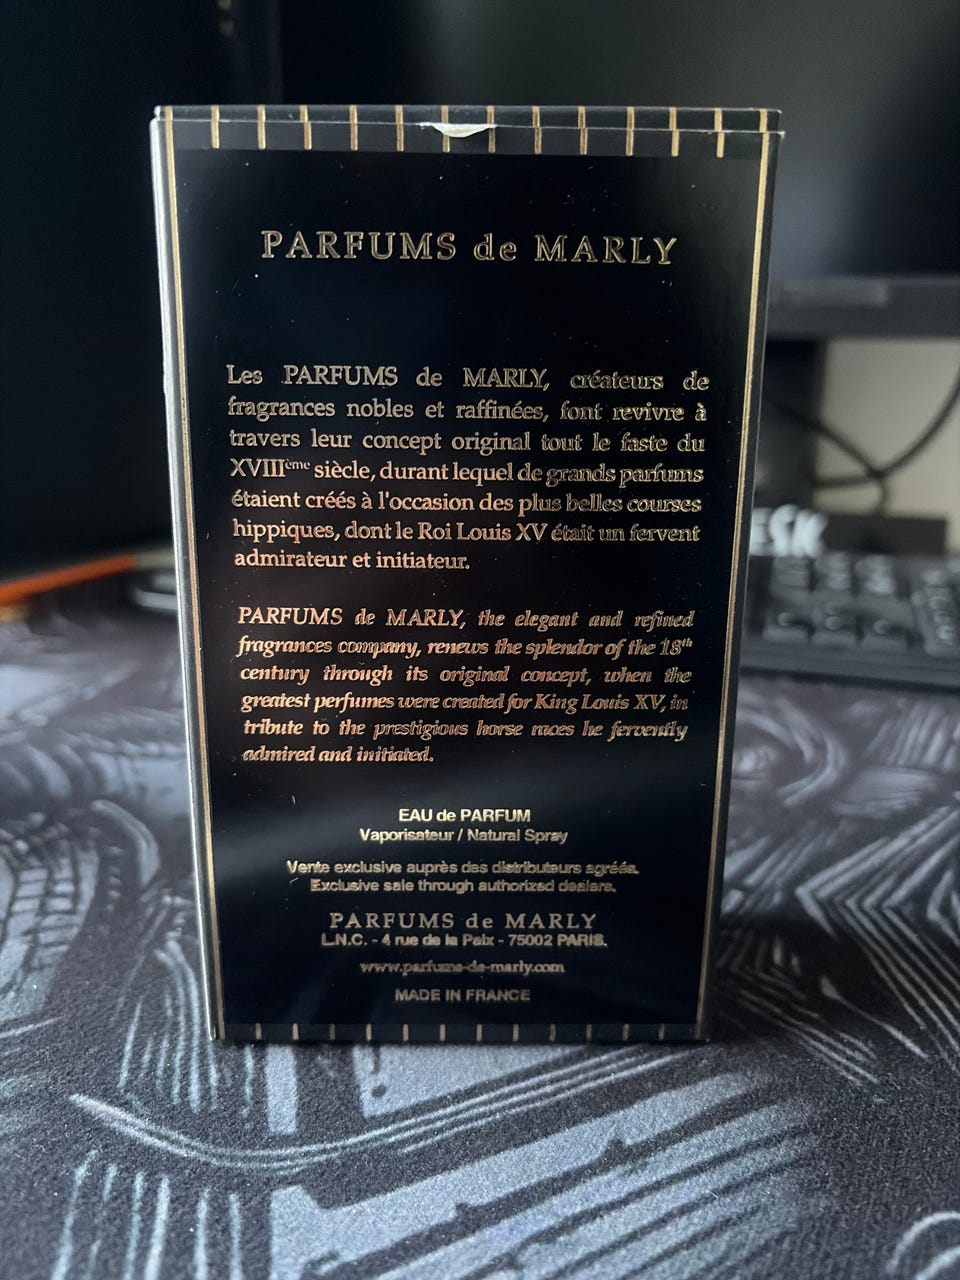 PARFUMS de MARLY
Les PARFUMS de MARLY, créateurs de
fragrances nobles et raffinées, font revivre à
travers leur concept original tout le faste du
XVIIIème siècle, durant lequel de grands parfums
étaient créés à l'occasion des plus belles courses
hippiques, dont le Roi Louis XV était un fervent
admirateur et initiateur.
PARFUMS de MARLY, the elegant and refined
fragrances company, renews the splendor of the 18th
century through its original concept, when the
greatest perfumes were created for King Louis XV, in
tribute to the prestigious horse races he fervently
admired and initiated.
EAU de PARFUM
Vaporisateur / Natural Spray
Vente exclusive auprès des distributeurs agréés.
Exclusive sale through authorized dealers.
PARFUMS de MARLY
L.N.C. - 4 rue de la Paix - 75002 PARIS.
www.parfums-de-marly.com
MADE IN FRANCE